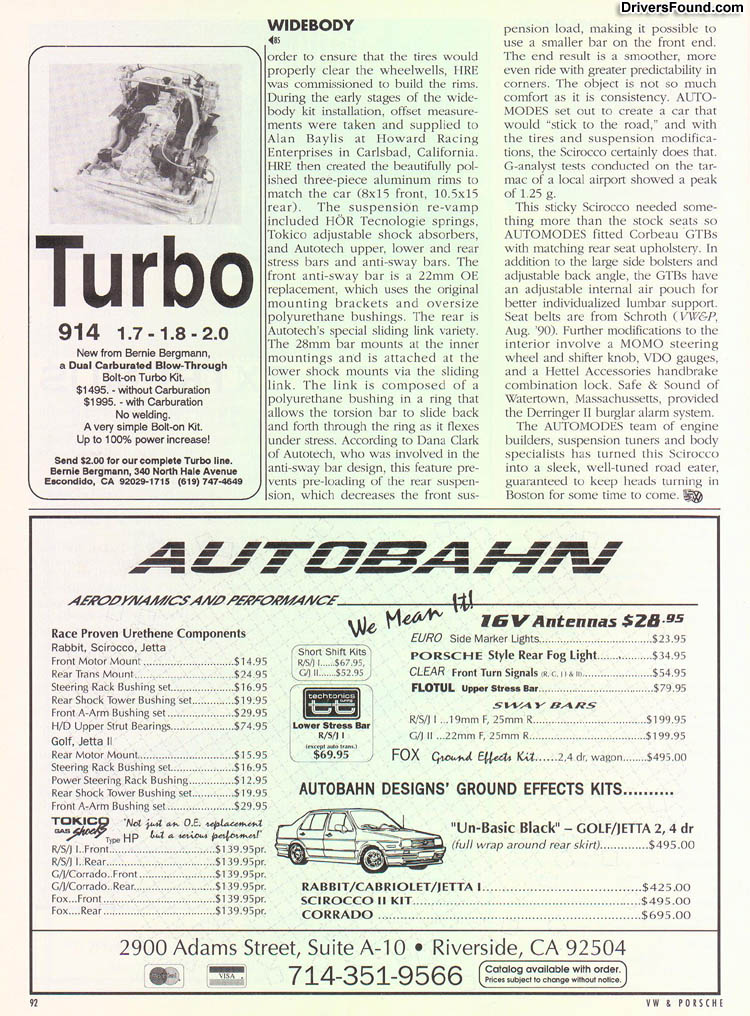 DriversFound.com
Turbo
914 1.7 - 1.8 - 2.0
New from Bernie Bergmann,
a Dual Carburated Blow-Through
Bolt-on Turbo Kit.
$1495. - without Carburation
$1995. - with Carburation
No welding.
A very simple Bolt-on Kit.
Up to 100% power increase!
Send $2.00 for our complete Turbo line.
Bernie Bergmann, 340 North Hale Avenue
Escondido, CA 92029-1715 (619) 747-4649
WIDEBODY
◀85
order to ensure that the tires would
properly clear the wheelwells, HRE
was commissioned to build the rims.
During the early stages of the wide-
body kit installation, offset measure-
ments were taken and supplied to
Alan Baylis at Howard Racing
Enterprises in Carlsbad, California.
HRE then created the beautifully pol-
ished three-piece aluminum rims to
match the car (8x15 front, 10.5x15
rear). The suspension re-vamp
included HÖR Tecnologie springs,
Tokico adjustable shock absorbers,
and Autotech upper, lower and rear
stress bars and anti-sway bars. The
front anti-sway bar is a 22mm OE
replacement, which uses the original
mounting brackets and oversize
polyurethane bushings. The rear is
Autotech's special sliding link variety.
The 28mm bar mounts at the inner
mountings and is attached at the
lower shock mounts via the sliding
link. The link is composed of a
polyurethane bushing in a ring that
allows the torsion bar to slide back
and forth through the ring as it flexes
under stress. According to Dana Clark
of Autotech, who was involved in the
anti-sway bar design, this feature pre-
vents pre-loading of the rear suspen-
sion, which decreases the front sus-
pension load, making it possible to
use a smaller bar on the front end.
The end result is a smoother, more
even ride with greater predictability in
corners. The object is not so much
comfort as it is consistency. AUTO-
MODES set out to create a car that
would "stick to the road," and with
the tires and suspension modifica-
tions, the Scirocco certainly does that.
G-analyst tests conducted on the tar-
mac of a local airport showed a peak
of 1.25 g.
This sticky Scirocco needed some-
thing more than the stock seats so
AUTOMODES fitted Corbeau GTBs
with matching rear seat upholstery. In
addition to the large side bolsters and
adjustable back angle, the GTBs have
an adjustable internal air pouch for
better individualized lumbar support.
Seat belts are from Schroth (VW&P,
Aug. '90). Further modifications to the
interior involve a MOMO steering
wheel and shifter knob, VDO gauges,
and a Hettel Accessories handbrake
combination lock. Safe & Sound of
Watertown, Massachussetts, provided
the Derringer II burglar alarm system.
The AUTOMODES team of engine
builders, suspension tuners and body
specialists has turned this Scirocco
into a sleek, well-tuned road eater,
guaranteed to keep heads turning in
Boston for some time to come.
AUTOBAHN
AERODYNAMICS AND PERFORMANCE
We Mean It!
Race Proven Urethene Components
Rabbit, Scirocco, Jetta
Front Motor Mount ........ $14.95
Rear Trans Mount ........ $24.95
Steering Rack Bushing set ........ $16.95
Rear Shock Tower Bushing set ........ $19.95
Front A-Arm Bushing set ........ $29.95
H/D Upper Strut Bearings ........ $74.95
Golf, Jetta II
Rear Motor Mount ........ $15.95
Steering Rack Bushing set ........ $16.95
Power Steering Rack Bushing ........ $12.95
Rear Shock Tower Bushing set ........ $19.95
Front A-Arm Bushing set ........ $29.95
TOKICO
GAS Shocks Type HP
"Not just an O.E. replacement
but a serious performer!"
R/S/J I..Front ........ $139.95pr.
R/S/J I..Rear ........ $139.95pr.
G/J/Corrado..Front ........ $139.95pr.
G/J/Corrado..Rear ........ $139.95pr.
Fox...Front ........ $139.95pr.
Fox....Rear ........ $139.95pr.
Short Shift Kits
R/S/J I......$67.95,
G/J II......$52.95
techtonics
tt tuning
Lower Stress Bar
R/S/J I
(except auto trans.)
$69.95
16V Antennas $28.95
EURO Side Marker Lights ........ $23.95
PORSCHE Style Rear Fog Light ........ $34.95
CLEAR Front Turn Signals (R, C, J I & II) ........ $54.95
FLOTUL Upper Stress Bar ........ $79.95
SWAY BARS
R/S/J I ...19mm F, 25mm R ........ $199.95
G/J II ...22mm F, 25mm R ........ $199.95
FOX Ground Effects Kit......2,4 dr, wagon ........ $495.00
AUTOBAHN DESIGNS' GROUND EFFECTS KITS..........
"Un-Basic Black" – GOLF/JETTA 2, 4 dr
(full wrap around rear skirt) ........ $495.00
RABBIT/CABRIOLET/JETTA I ........ $425.00
SCIROCCO II KIT ........ $495.00
CORRADO ........ $695.00
2900 Adams Street, Suite A-10 • Riverside, CA 92504
VISA
714-351-9566
Catalog available with order.
Prices subject to change without notice.
92
VW & PORSCHE